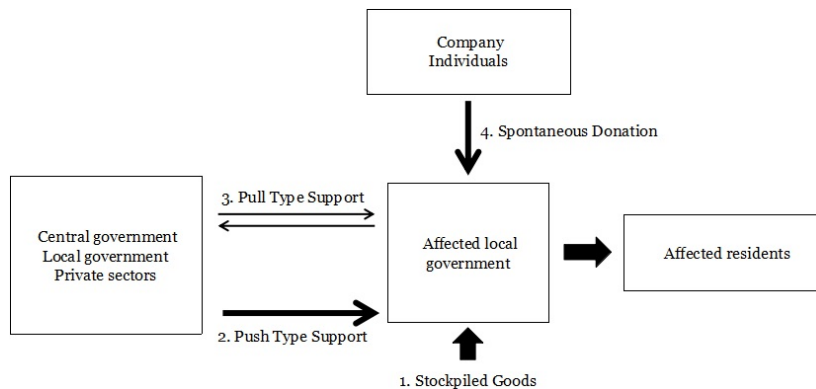 Company
Individuals
4. Spontaneous Donation
3. Pull Type Support
Central government
Local government
Private sectors
Affected local
government
Affected residents
2. Push Type Support
1. Stockpiled Goods